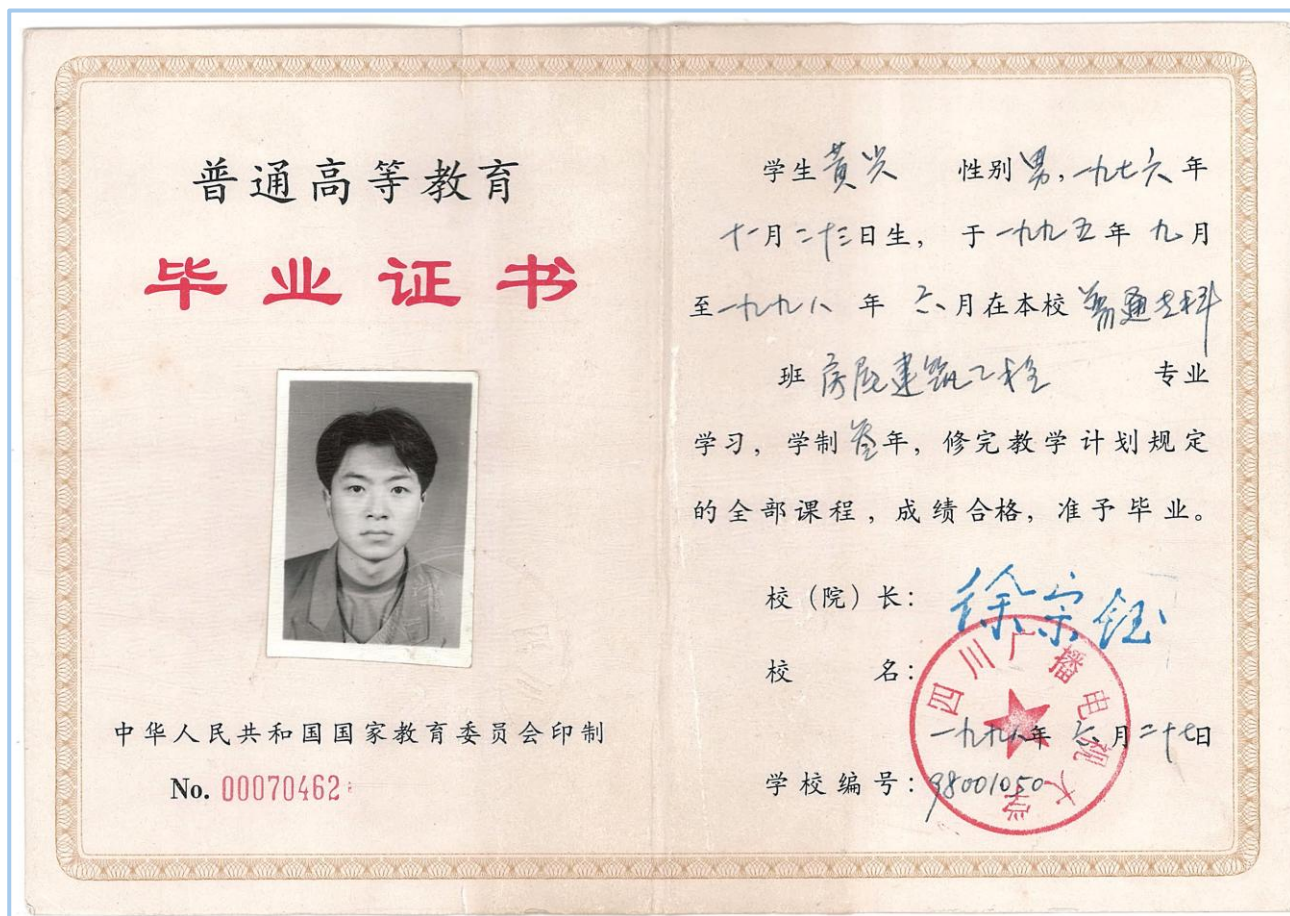 普通高等教育
毕业证书
中华人民共和国国家教育委员会印制
No. 00070462
学生黄兴 性别男,一九七六年
十一月二十三日生, 于一九九五年 九月
至一九九八 年 六月在本校 普通专科
班 房屋建筑工程 专业
学习, 学制叁年, 修完教学计划规定
的全部课程, 成绩合格, 准予毕业。
校(院)长: 徐宗钰
校 名:
四川广播电视大学
一九九八年 六月二十七日
学校编号: 98001050